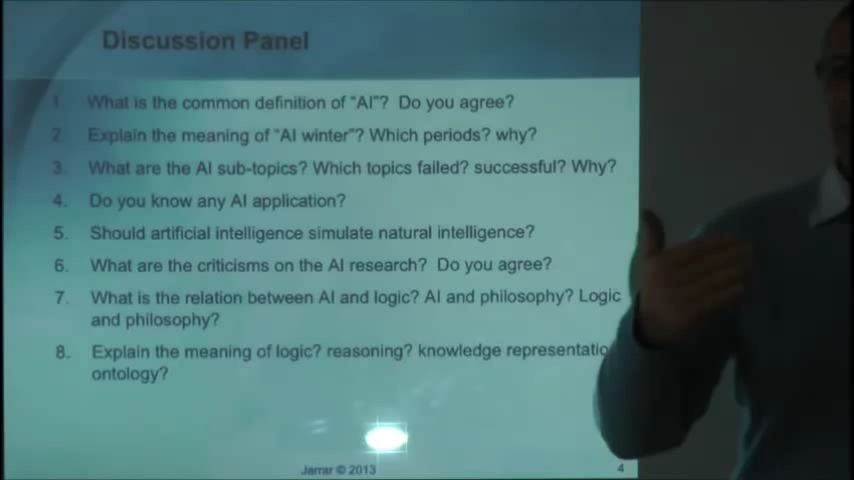 Discussion Panel
1. What is the common definition of "AI"? Do you agree?
2. Explain the meaning of "AI winter"? Which periods? why?
3. What are the AI sub-topics? Which topics failed? successful? Why?
4. Do you know any AI application?
5. Should artificial intelligence simulate natural intelligence?
6. What are the criticisms on the AI research? Do you agree?
7. What is the relation between AI and logic? AI and philosophy? Logic
and philosophy?
8. Explain the meaning of logic? reasoning? knowledge representatio
ontology?
Jarrar © 2013
4